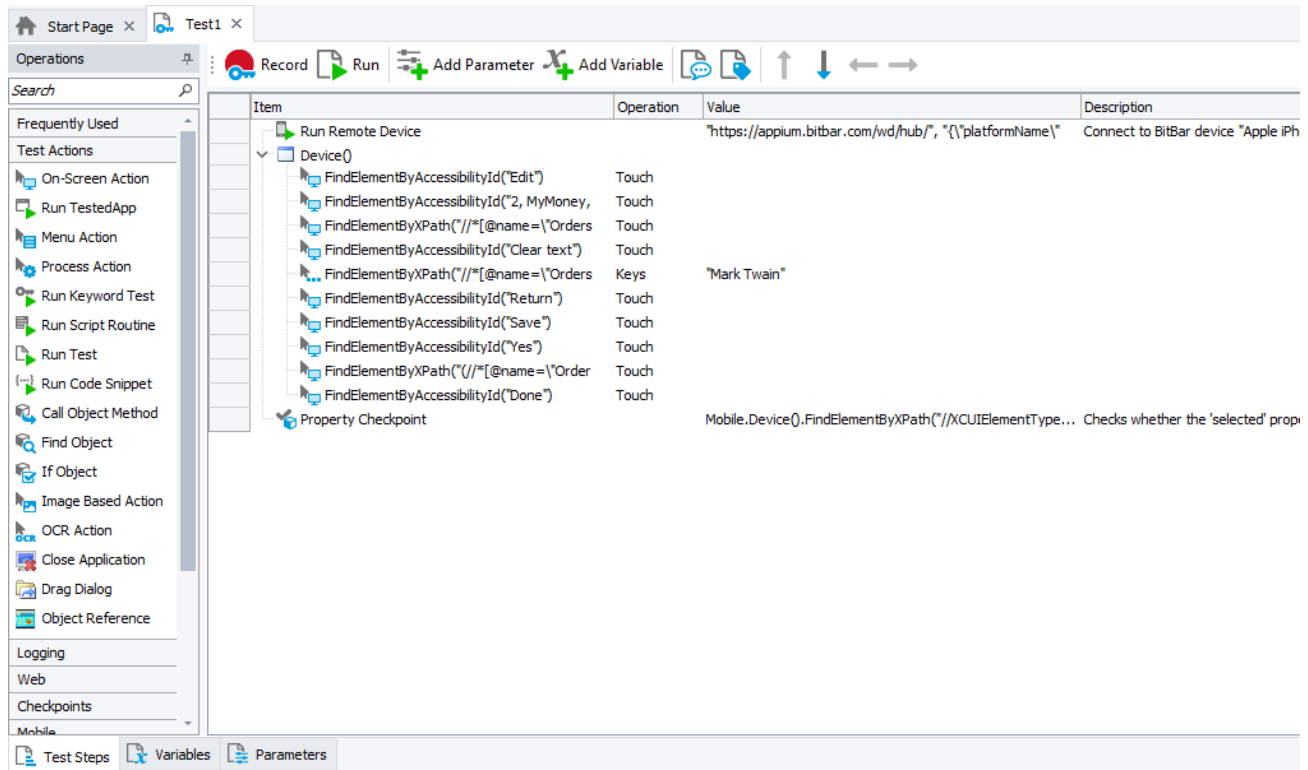 Start Page
Test1
Operations
Record Run Add Parameter Add Variable
Search
Frequently Used
Test Actions
On-Screen Action
Run TestedApp
Menu Action
Process Action
Run Keyword Test
Run Script Routine
Run Test
Run Code Snippet
Call Object Method
Find Object
If Object
Image Based Action
OCR Action
Close Application
Drag Dialog
Object Reference
Logging
Web
Checkpoints
Mobile
Item Operation Value Description
Run Remote Device "https://appium.bitbar.com/wd/hub/", "{\"platformName\" Connect to BitBar device "Apple iPh
Device()
FindElementByAccessibilityId("Edit") Touch
FindElementByAccessibilityId("2, MyMoney, Touch
FindElementByXPath("//*[@name=\"Orders Touch
FindElementByAccessibilityId("Clear text") Touch
FindElementByXPath("//*[@name=\"Orders Keys "Mark Twain"
FindElementByAccessibilityId("Return") Touch
FindElementByAccessibilityId("Save") Touch
FindElementByAccessibilityId("Yes") Touch
FindElementByXPath("(//*[@name=\"Order Touch
FindElementByAccessibilityId("Done") Touch
Property Checkpoint Mobile.Device().FindElementByXPath("//XCUIElementType... Checks whether the 'selected' prope
Test Steps Variables Parameters